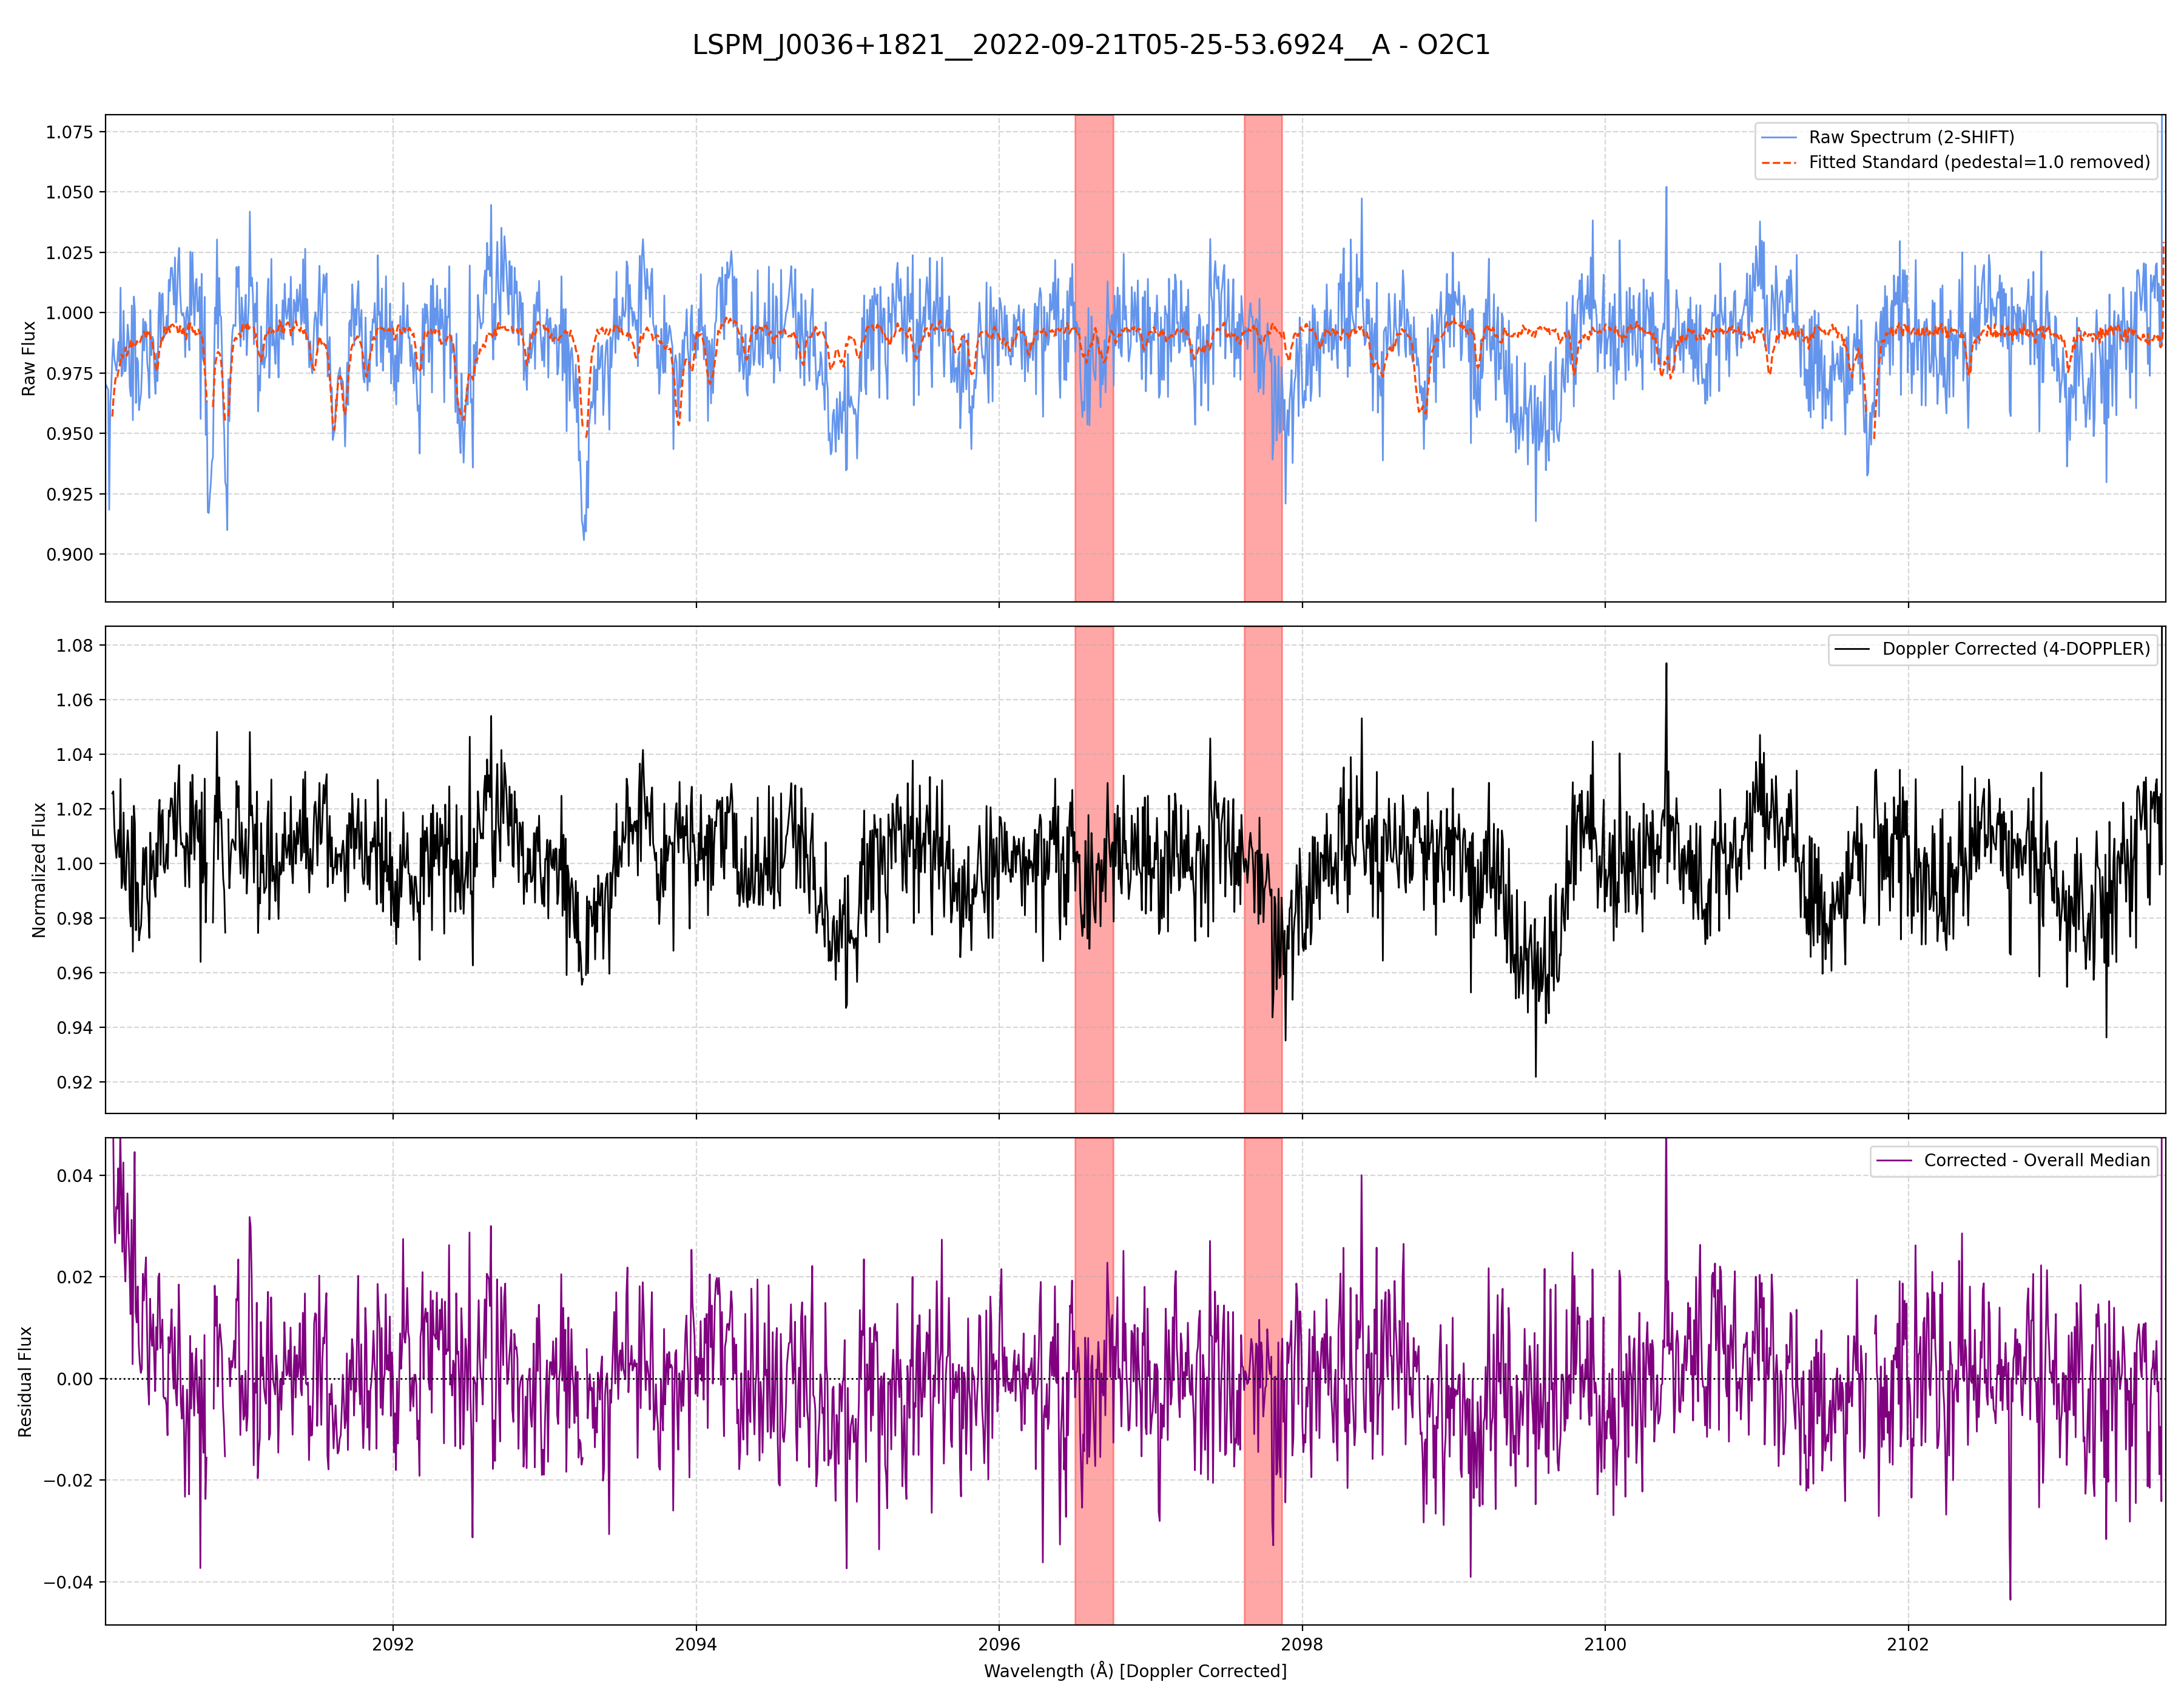 LSPM_J0036+1821__2022-09-21T05-25-53.6924__A - O2C1
Raw Spectrum (2-SHIFT)
Fitted Standard (pedestal=1.0 removed)
1.075
1.050
1.025
1.000
0.975
0.950
0.925
0.900
Raw Flux
Doppler Corrected (4-DOPPLER)
1.08
1.06
1.04
1.02
1.00
0.98
0.96
0.94
0.92
Normalized Flux
Corrected - Overall Median
0.04
0.02
0.00
−0.02
−0.04
Residual Flux
2092 2094 2096 2098 2100 2102
Wavelength (Å) [Doppler Corrected]